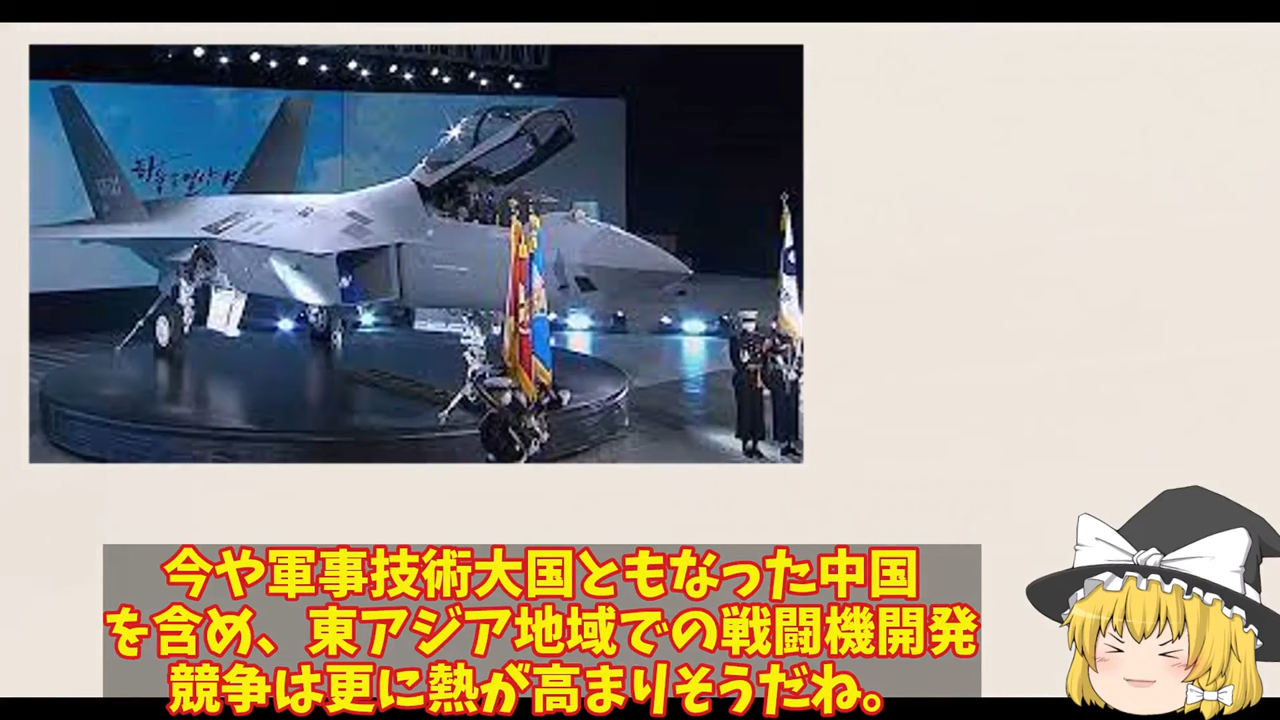 今や軍事技術大国ともなった中国
を含め、東アジア地域での戦闘機開発
競争は更に熱が高まりそうだね。